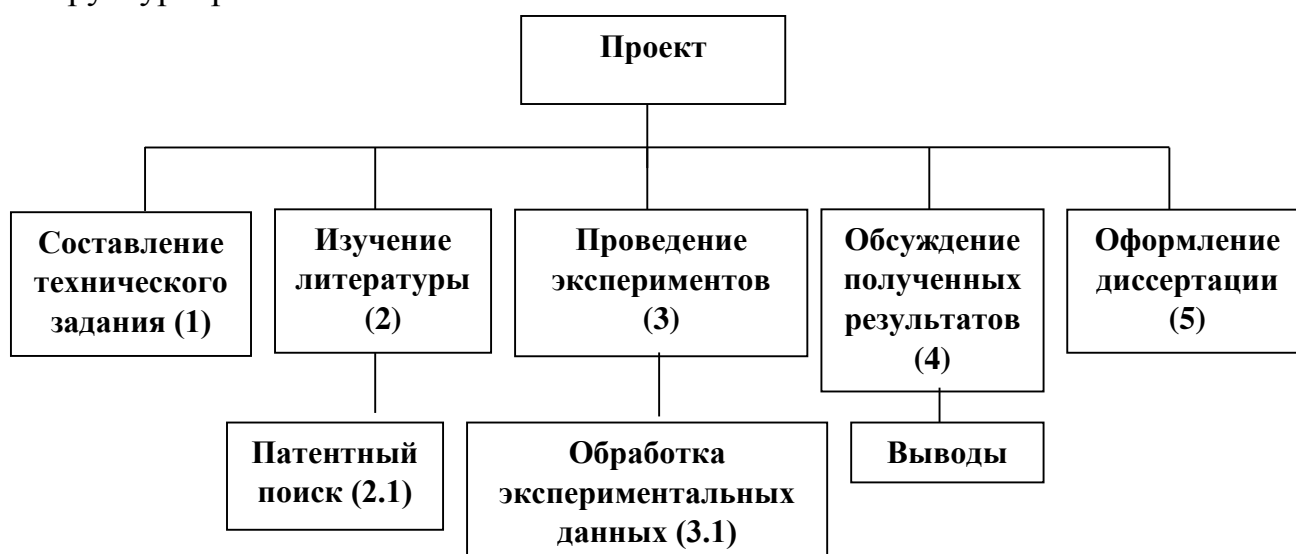 Проект
Составление
технического
задания (1)
Изучение
литературы
(2)
Проведение
экспериментов
(3)
Обсуждение
полученных
результатов
(4)
Оформление
диссертации
(5)
Патентный
поиск (2.1)
Обработка
экспериментальных
данных (3.1)
Выводы